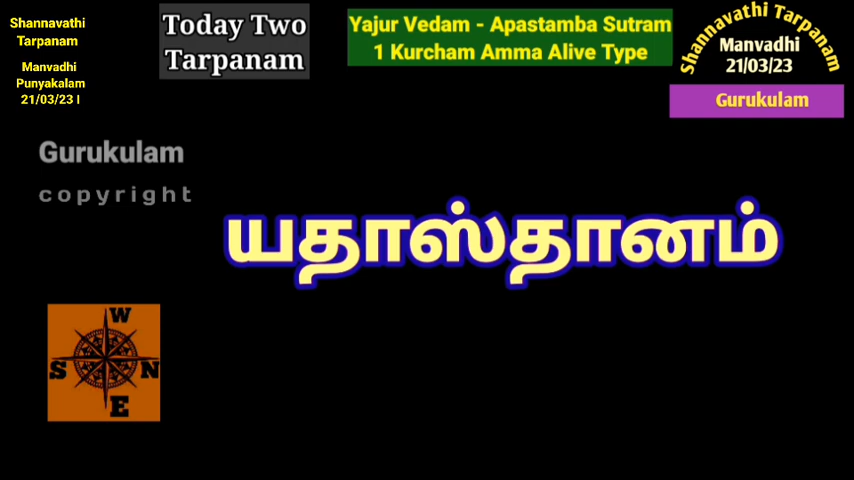 Shannavathi
Tarpanam
Manvadhi
Punyakalam
21/03/23 I
Today Two
Tarpanam
Yajur Vedam - Apastamba Sutram
1 Kurcham Amma Alive Type
Shannavathi Tarpanam
Manvadhi
21/03/23
Gurukulam
Gurukulam
copyright
யதாஸ்தானம்
W
S N
E